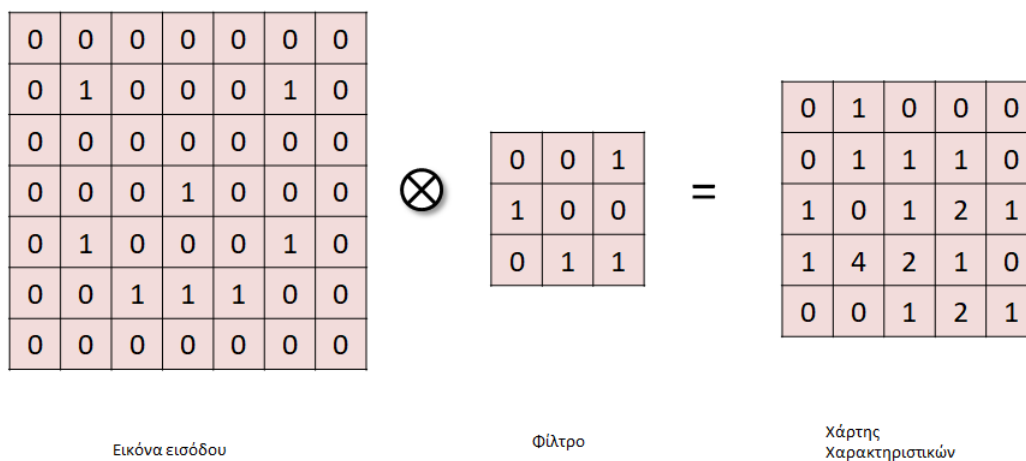 0 0 0 0 0 0 0
0 1 0 0 0 1 0
0 0 0 0 0 0 0
0 0 0 1 0 0 0
0 1 0 0 0 1 0
0 0 1 1 1 0 0
0 0 0 0 0 0 0
⊗
0 0 1
1 0 0
0 1 1
=
0 1 0 0 0
0 1 1 1 0
1 0 1 2 1
1 4 2 1 0
0 0 1 2 1
Εικόνα εισόδου
Φίλτρο
Χάρτης
Χαρακτηριστικών